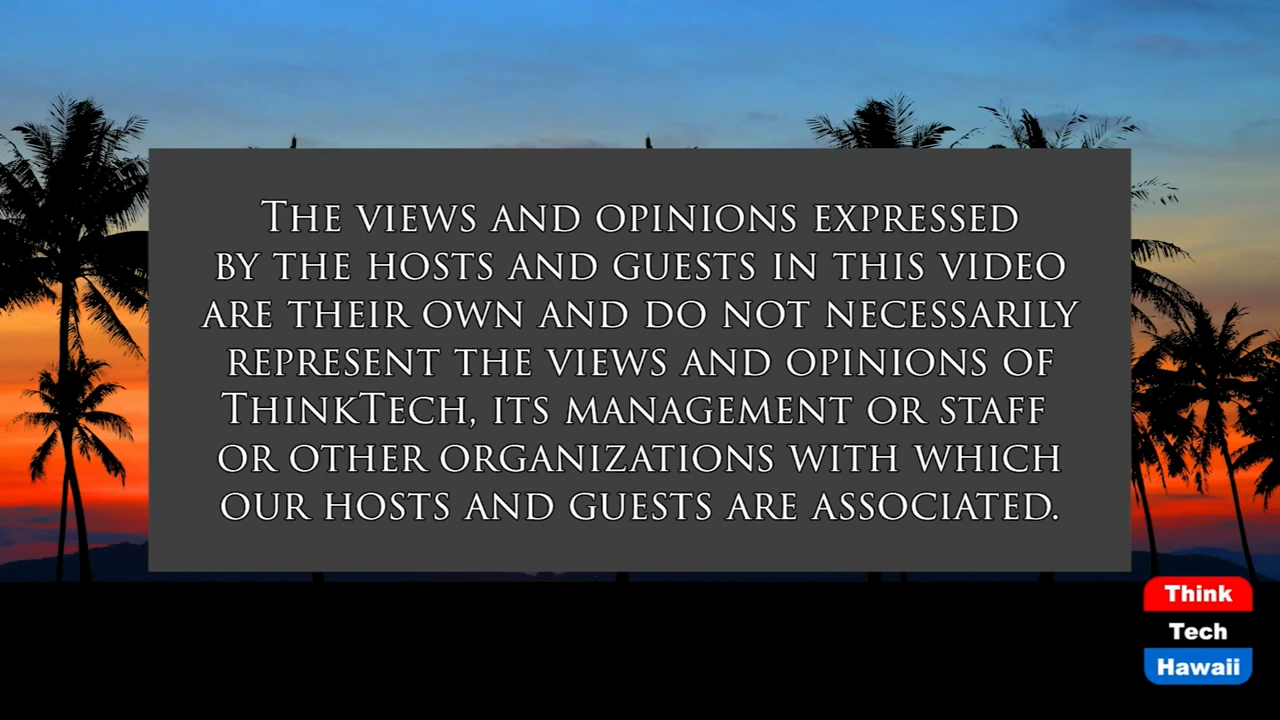 The views and opinions expressed
by the hosts and guests in this video
are their own and do not necessarily
represent the views and opinions of
ThinkTech, its management or staff
or other organizations with which
our hosts and guests are associated.
Think
Tech
Hawaii